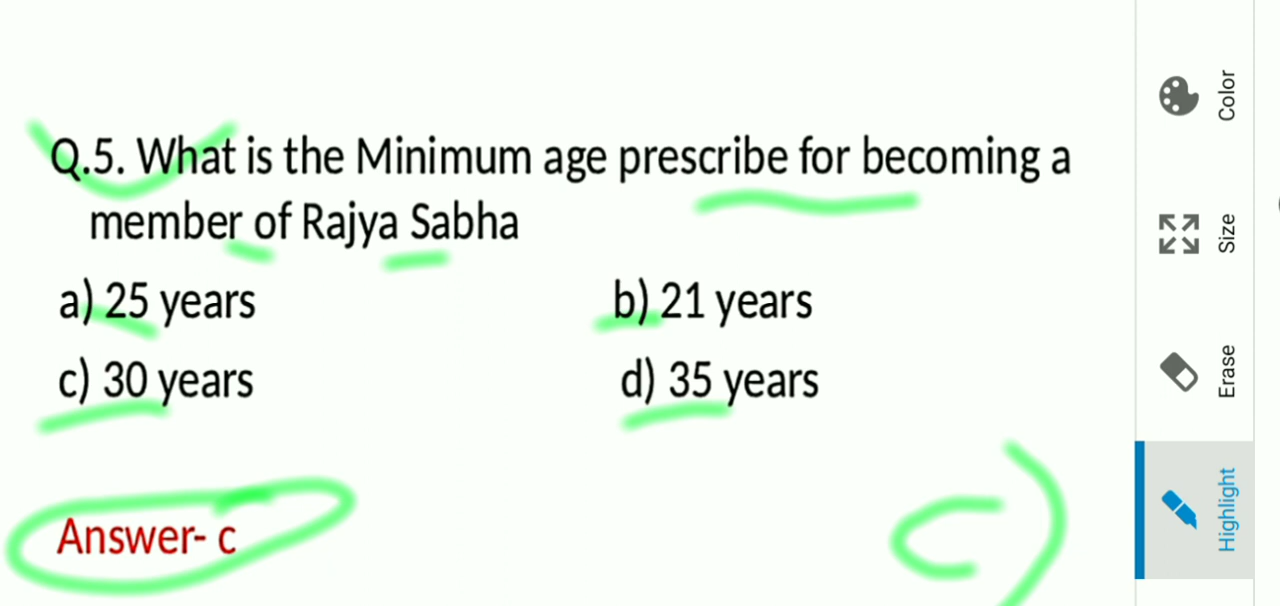 Q.5. What is the Minimum age prescribe for becoming a
member of Rajya Sabha
a) 25 years b) 21 years
c) 30 years d) 35 years
Answer- c
c)
Color
Size
Erase
Highlight